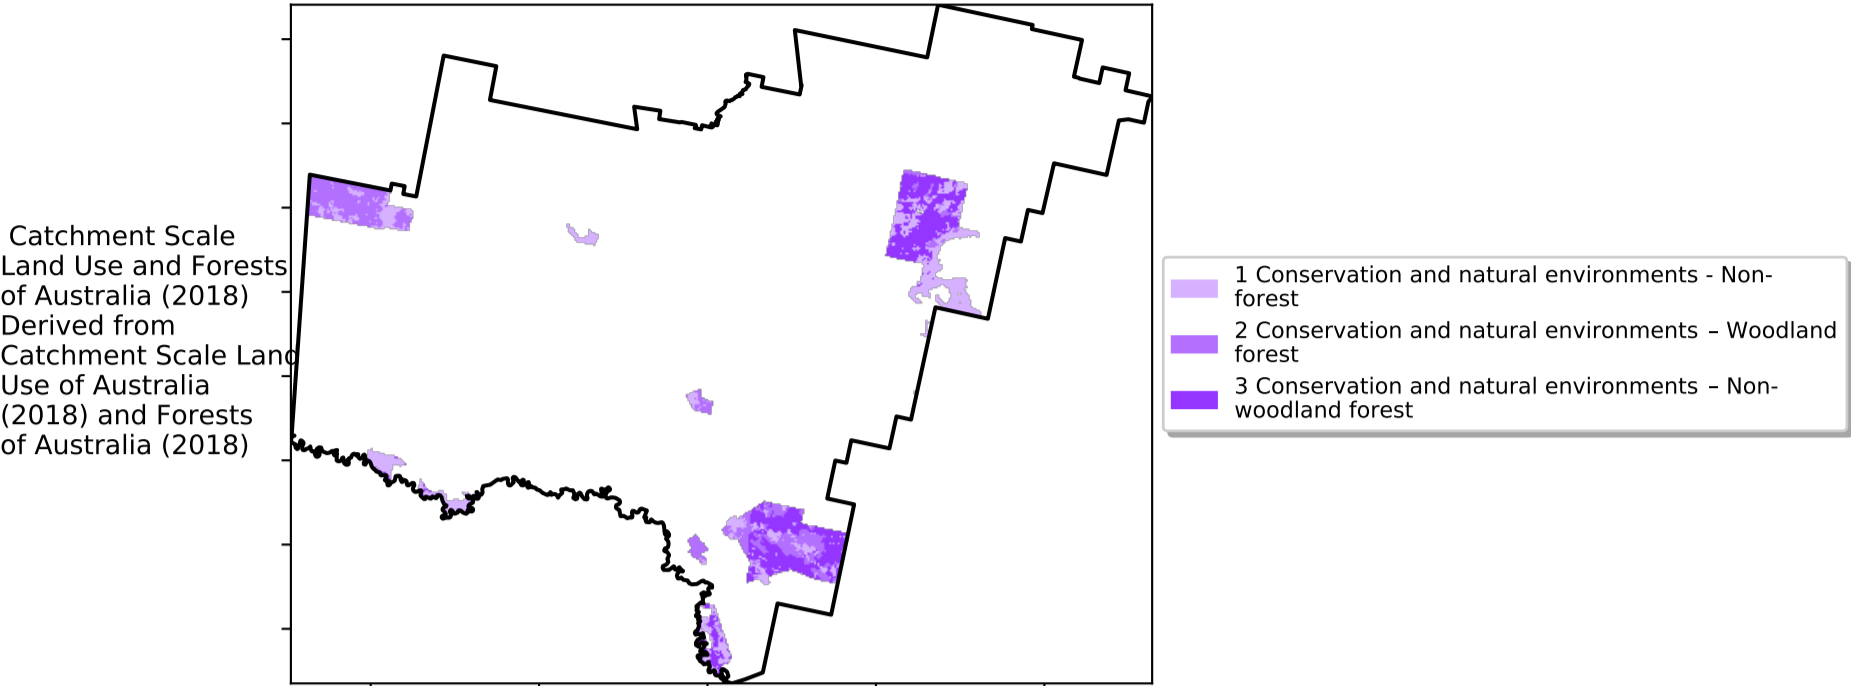 Catchment Scale
Land Use and Forests
of Australia (2018)
Derived from
Catchment Scale Land
Use of Australia
(2018) and Forests
of Australia (2018)
1 Conservation and natural environments - Non-
forest
2 Conservation and natural environments – Woodland
forest
3 Conservation and natural environments – Non-
woodland forest